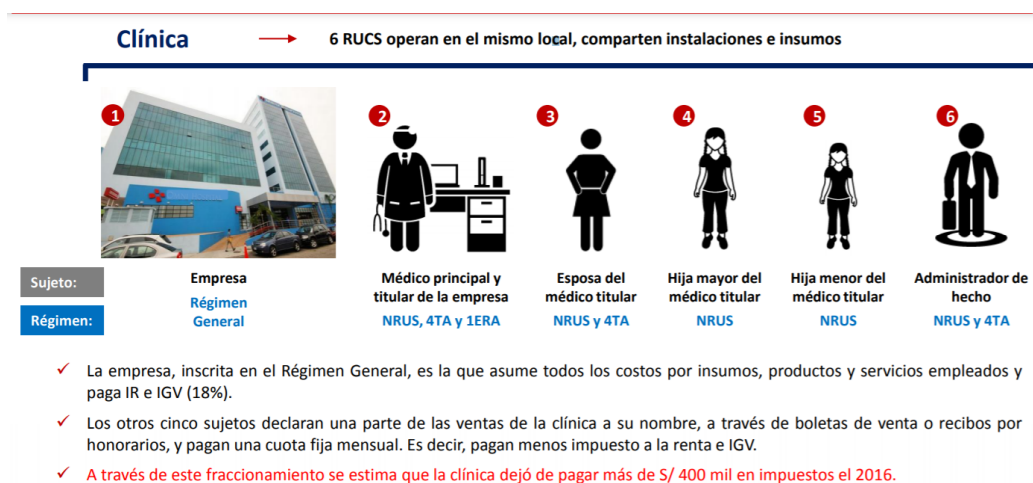 Clínica
6 RUCS operan en el mismo local, comparten instalaciones e insumos
1
2
3
4
5
6
Sujeto:
Empresa
Médico principal y
titular de la empresa
Esposa del
médico titular
Hija mayor del
médico titular
Hija menor del
médico titular
Administrador de
hecho
Régimen:
Régimen
General
NRUS, 4TA y 1ERA
NRUS y 4TA
NRUS
NRUS
NRUS y 4TA
La empresa, inscrita en el Régimen General, es la que asume todos los costos por insumos, productos y servicios empleados y
paga IR e IGV (18%).
Los otros cinco sujetos declaran una parte de las ventas de la clínica a su nombre, a través de boletas de venta o recibos por
honorarios, y pagan una cuota fija mensual. Es decir, pagan menos impuesto a la renta e IGV.
A través de este fraccionamiento se estima que la clínica dejó de pagar más de S/ 400 mil en impuestos el 2016.